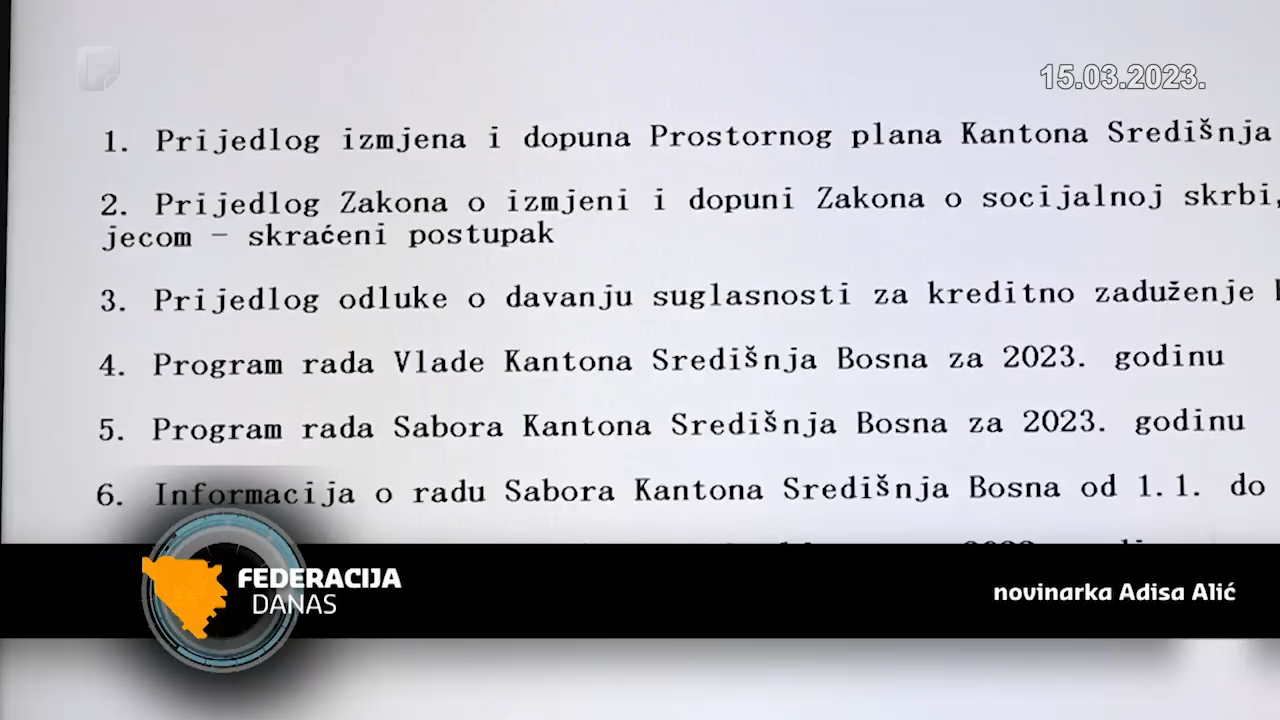 15.03.2023.
1. Prijedlog izmjena i dopuna Prostornog plana Kantona Središnja
2. Prijedlog Zakona o izmjeni i dopuni Zakona o socijalnoj skrbi,
jecom – skraćeni postupak
3. Prijedlog odluke o davanju suglasnosti za kreditno zaduženje
4. Program rada Vlade Kantona Središnja Bosna za 2023. godinu
5. Program rada Sabora Kantona Središnja Bosna za 2023. godinu
6. Informacija o radu Sabora Kantona Središnja Bosna od 1.1. do
FEDERACIJA
DANAS
novinarka Adisa Alić